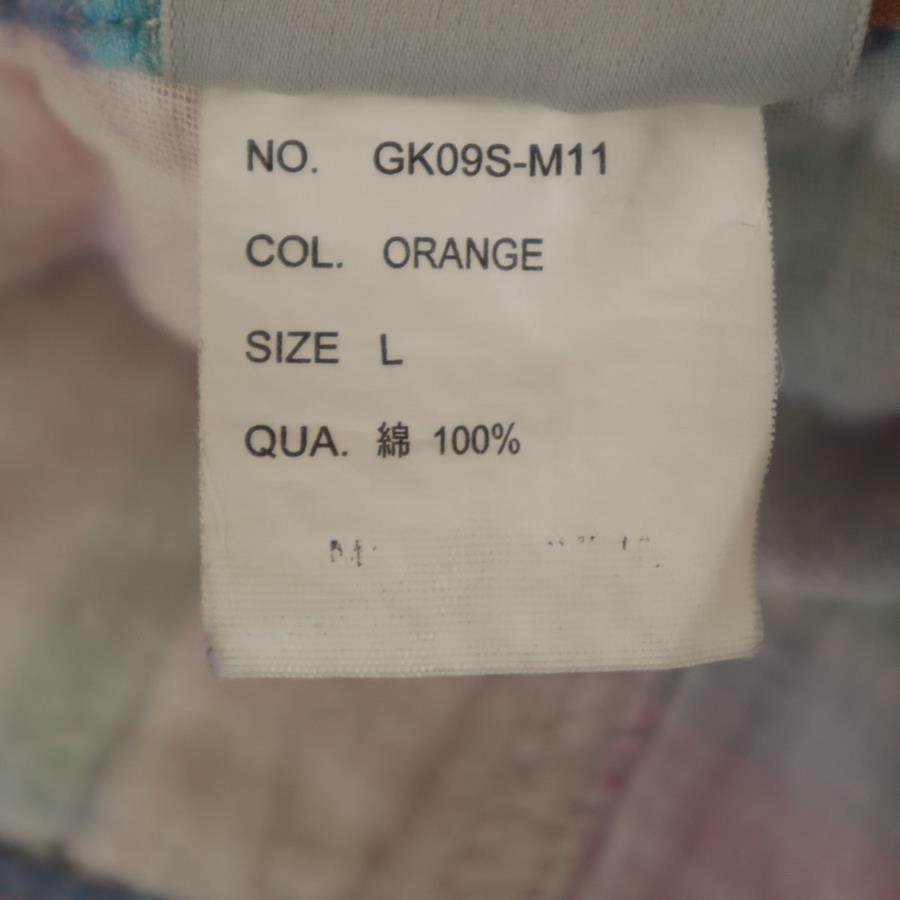 NO. GK09S-M11
COL. ORANGE
SIZE L
QUA. 綿 100%